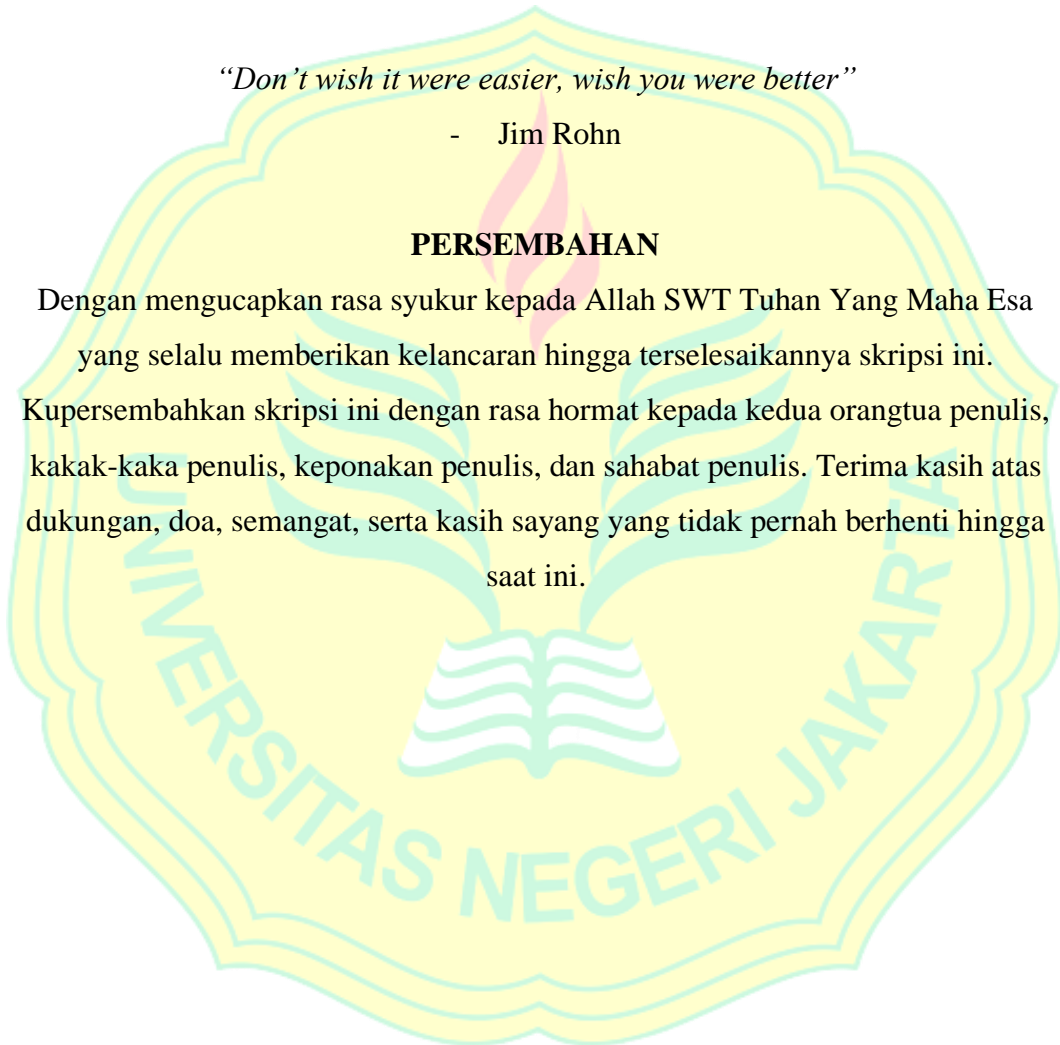 “Don’t wish it were easier, wish you were better”
- Jim Rohn
PERSEMBAHAN
Dengan mengucapkan rasa syukur kepada Allah SWT Tuhan Yang Maha Esa
yang selalu memberikan kelancaran hingga terselesaikannya skripsi ini.
Kupersembahkan skripsi ini dengan rasa hormat kepada kedua orangtua penulis,
kakak-kaka penulis, keponakan penulis, dan sahabat penulis. Terima kasih atas
dukungan, doa, semangat, serta kasih sayang yang tidak pernah berhenti hingga
saat ini.
UNIVERSITAS NEGERI JAKARTA